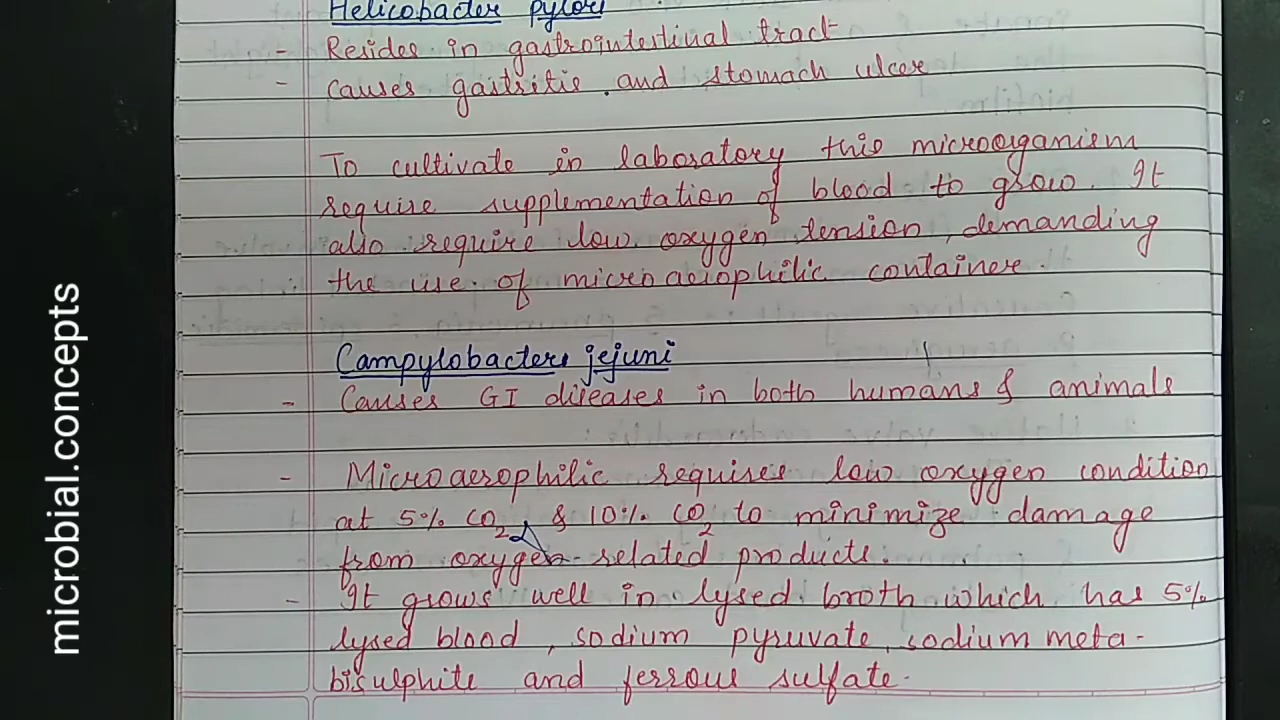 microbial.concepts
Helicobacter pylori
- Resides in gastrointestinal tract
- causes gastritis and stomach ulcer
To cultivate in laboratory this microorganism
require supplementation of blood to grow. It
also require low oxygen tension, demanding
the use of microaerophilic container.
Campylobacter jejuni
- Causes GI diseases in both humans & animals
- Microaerophilic requires low oxygen condition
at 5% CO2, & 10% CO2 to minimize damage
from oxygen-related products.
- It grows well in lysed broth which has 5%
lysed blood, sodium pyruvate, sodium meta-
bisulphite and ferrous sulfate.